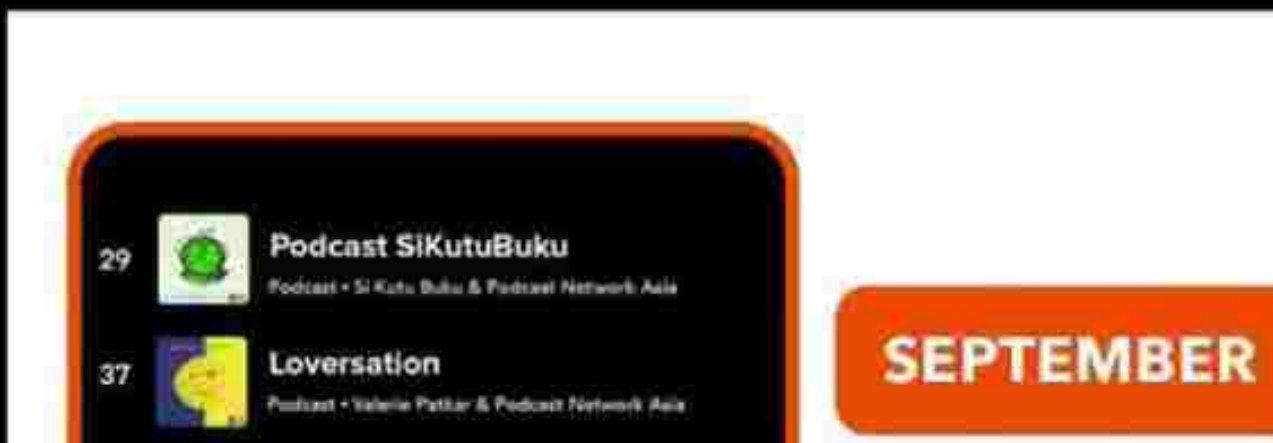 29
Podcast SiKutuBuku
Podcast • Si Kutu Buku & Podcast Network Asia
37
Loversation
Podcast • Valerie Patkar & Podcast Network Asia
SEPTEMBER